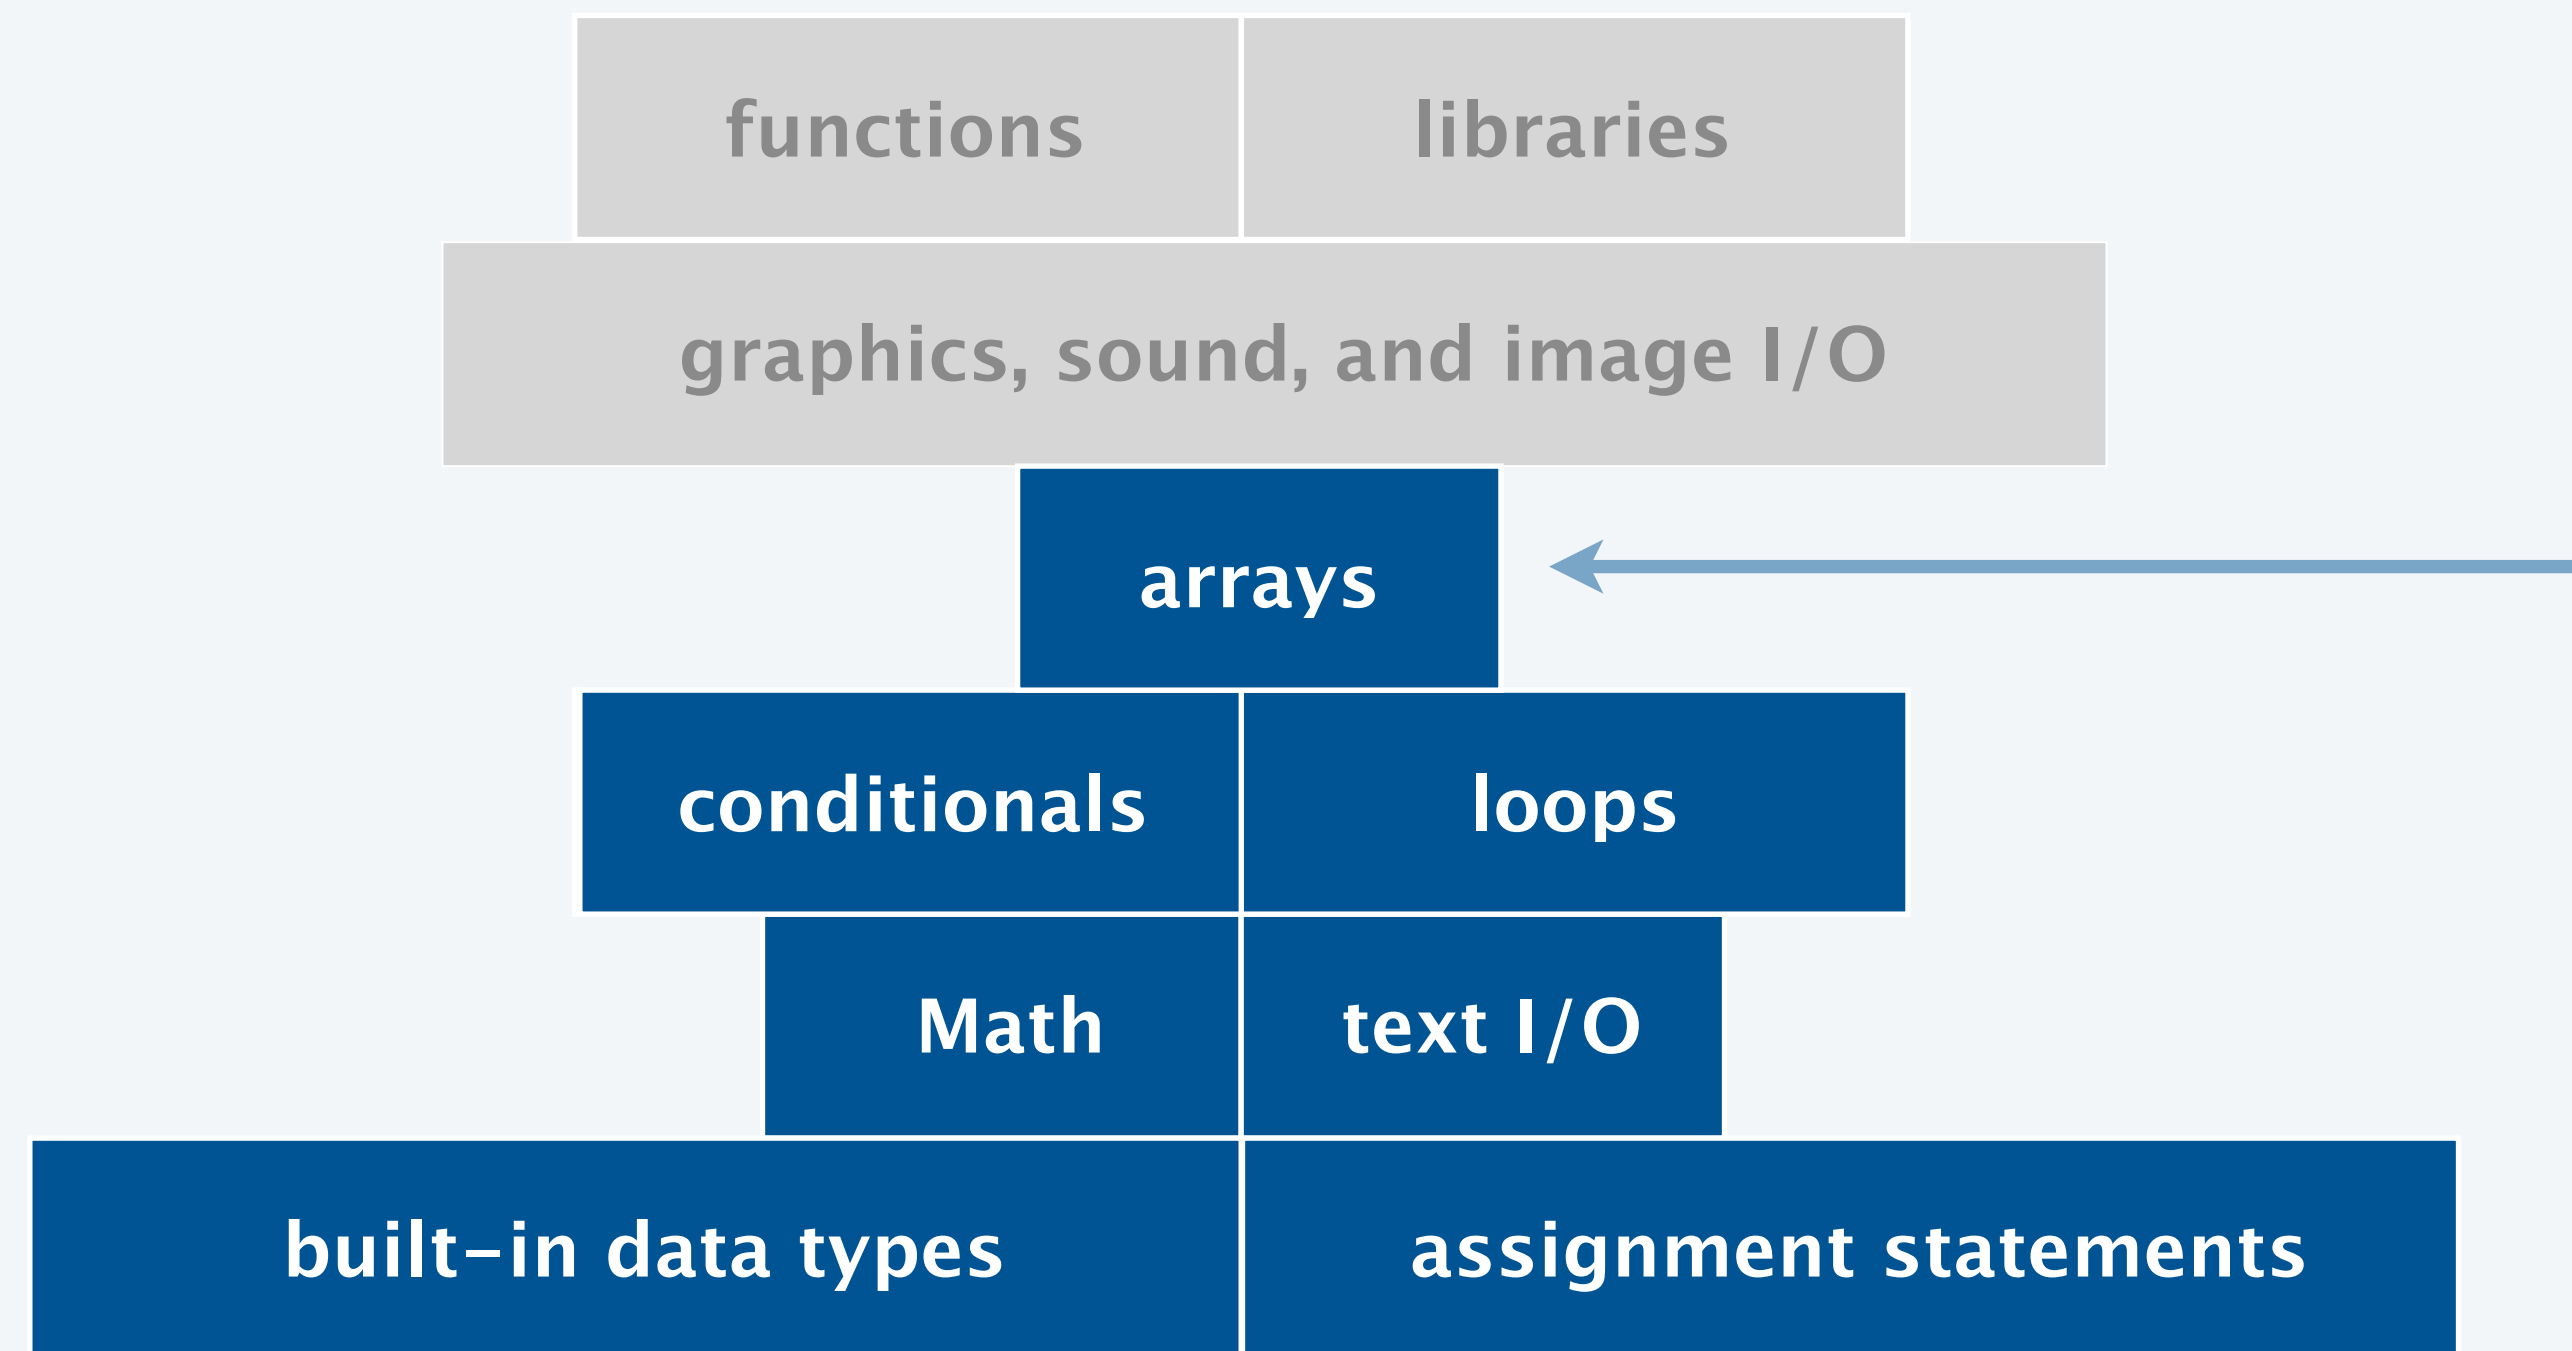 functions
libraries
graphics, sound, and image I/O
arrays
conditionals
loops
Math
text I/O
built-in data types
assignment statements